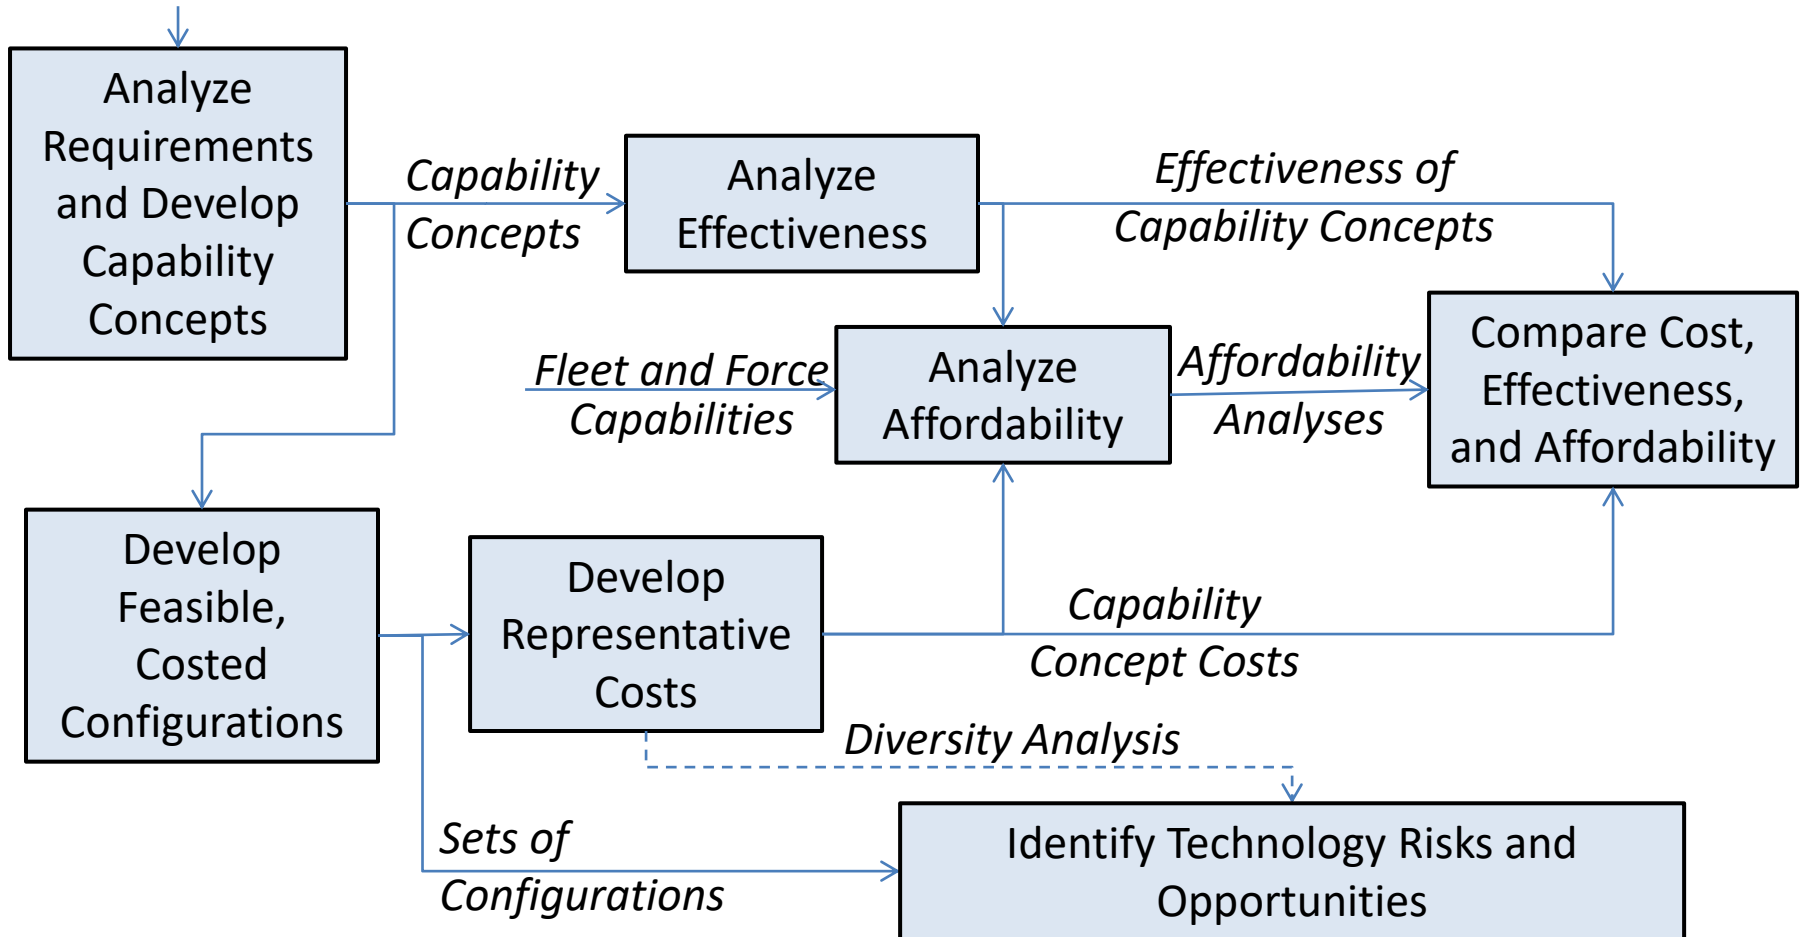 Analyze
Requirements
and Develop
Capability
Concepts
Capability
Concepts
Analyze
Effectiveness
Effectiveness of
Capability Concepts
Fleet and Force
Capabilities
Analyze
Affordability
Affordability
Analyses
Compare Cost,
Effectiveness,
and Affordability
Develop
Feasible,
Costed
Configurations
Develop
Representative
Costs
Capability
Concept Costs
Diversity Analysis
Sets of
Configurations
Identify Technology Risks and
Opportunities